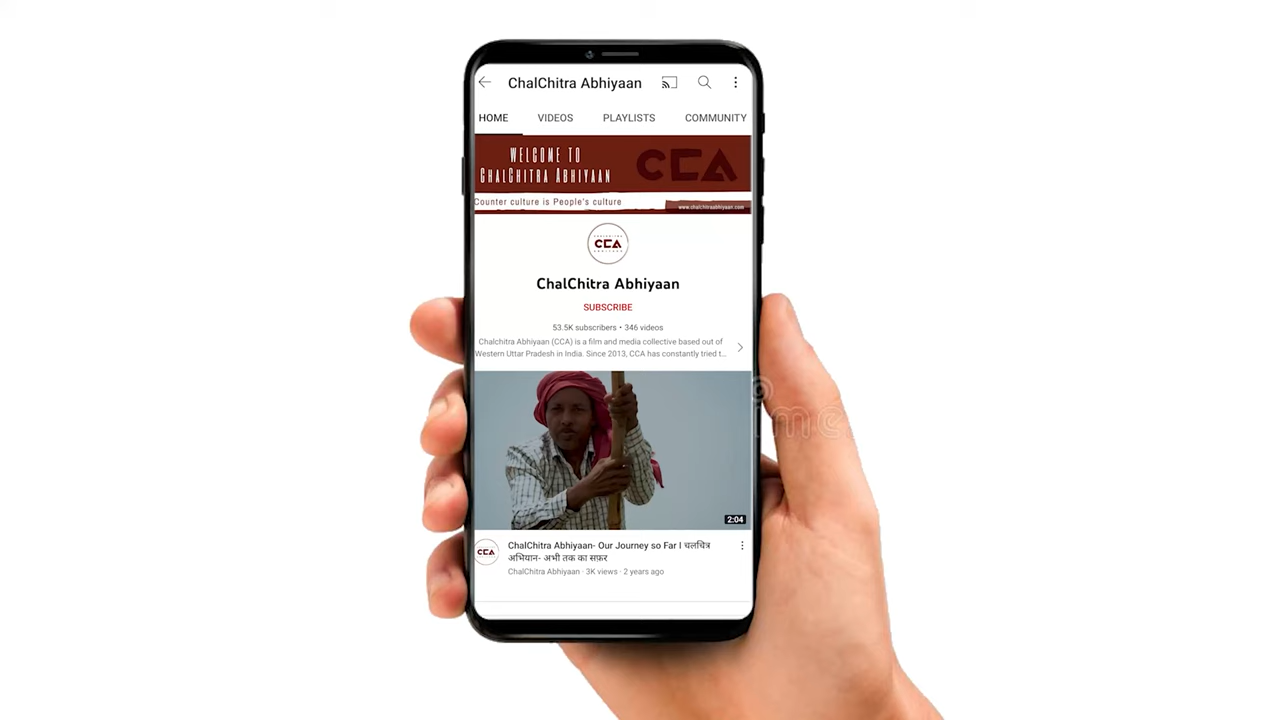 ChalChitra Abhiyaan
HOME VIDEOS PLAYLISTS COMMUNITY
WELCOME TO
CHALCHITRA ABHIYAAN
CCA
Counter culture is People's culture
www.chalchitraabhiyaan.com
CCA
ChalChitra Abhiyaan
SUBSCRIBE
53.5K subscribers • 346 videos
Chalchitra Abhiyaan (CCA) is a film and media collective based out of
Western Uttar Pradesh in India. Since 2013, CCA has constantly tried t...
2:04
CCA
ChalChitra Abhiyaan- Our Journey so Far I चलचित्र
अभियान- अभी तक का सफ़र
ChalChitra Abhiyaan · 3K views · 2 years ago